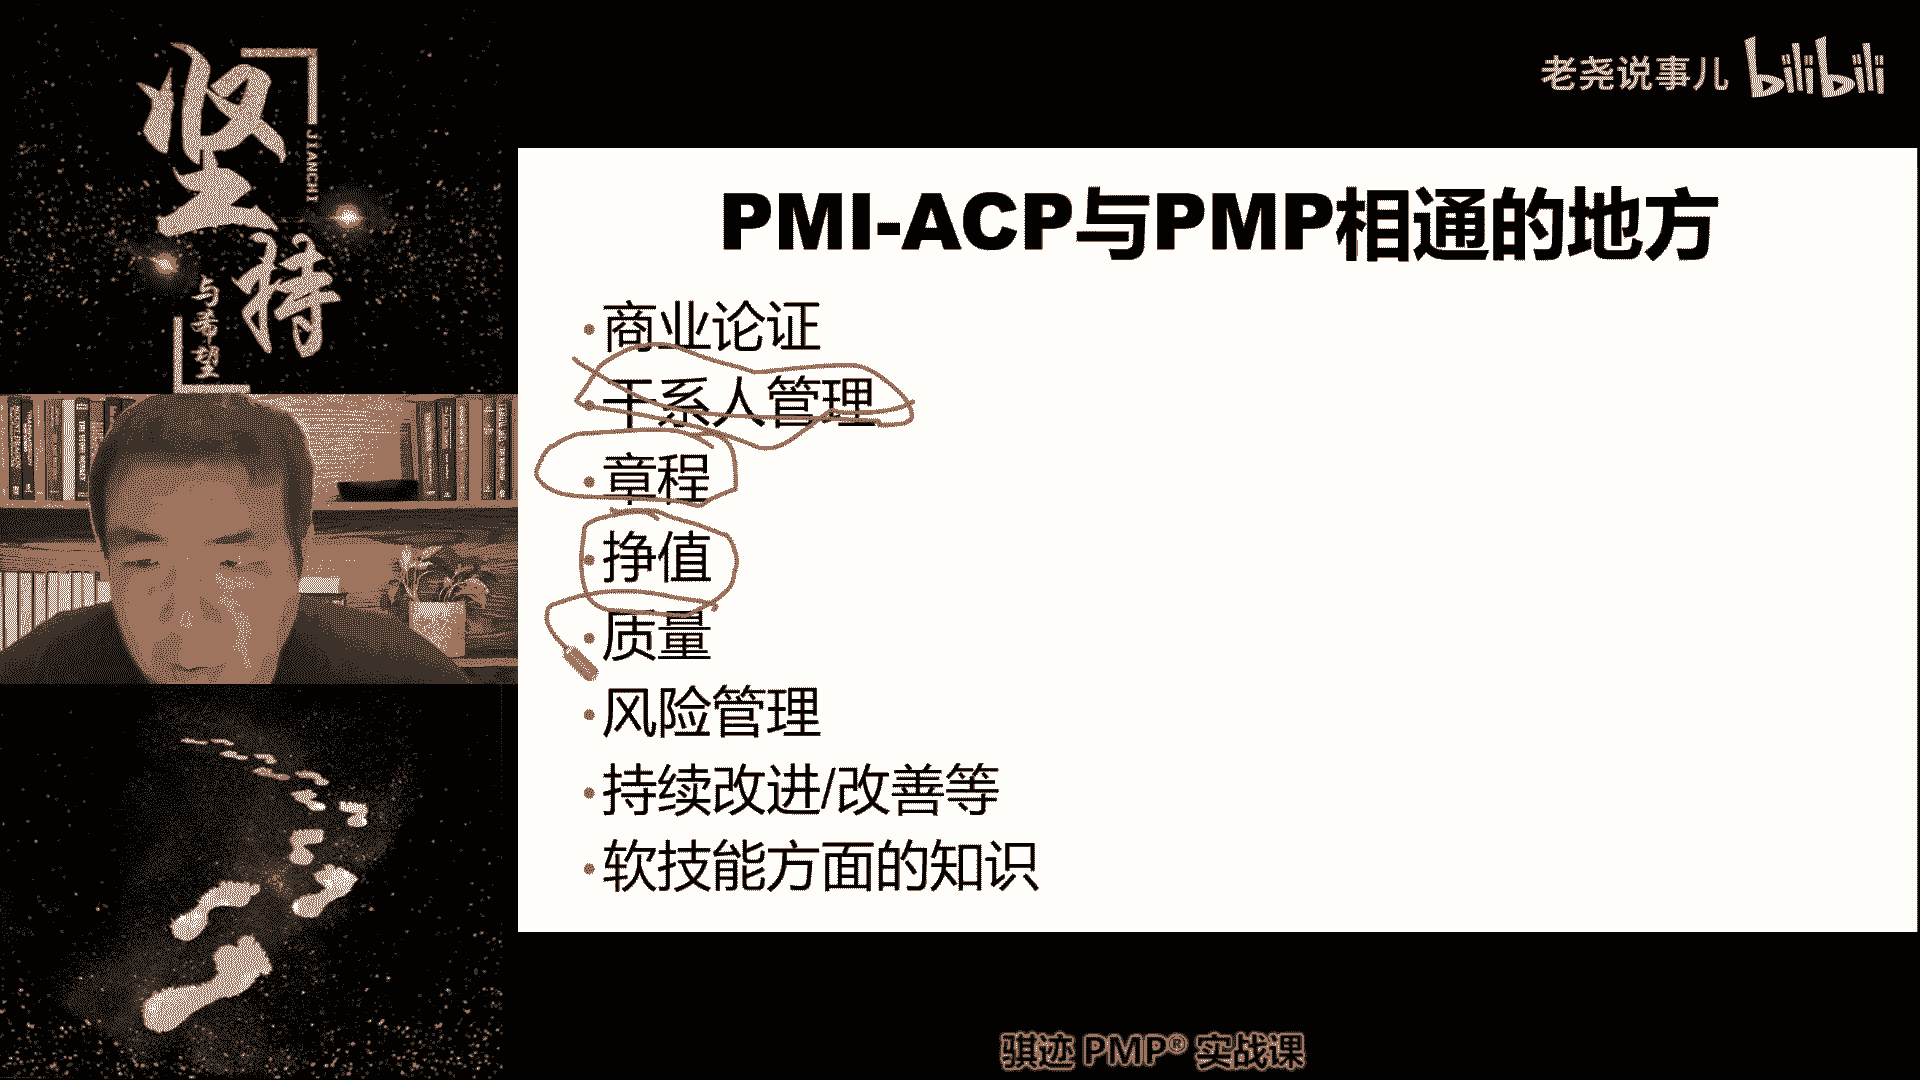 坚
JIANCHI
持
与希望
老尧说事儿 bilibili
PMI-ACP与PMP相通的地方
·商业论证
·干系人管理
·章程
·挣值
·质量
·风险管理
·持续改进/改善等
·软技能方面的知识
骐迹 PMP® 实战课